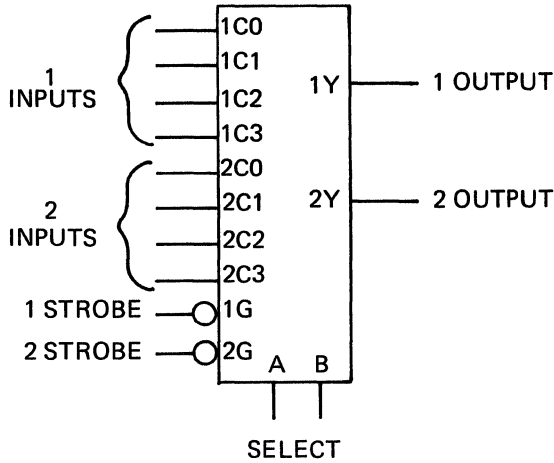 1
INPUTS
1C0
1C1
1C2
1C3
1Y
1 OUTPUT
2
INPUTS
2C0
2C1
2C2
2C3
2Y
2 OUTPUT
1 STROBE
1G
2 STROBE
2G
A
B
SELECT